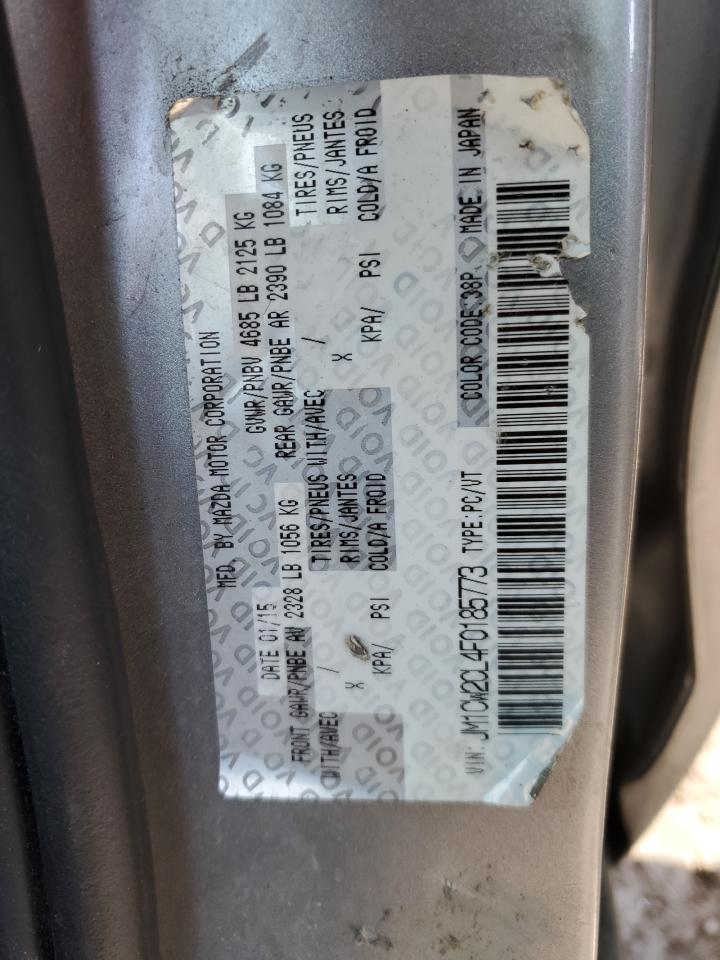 MFD. BY MAZDA MOTOR CORPORATION
DATE 01/15 GVWR/PNBV 4685 LB 2125 KG
FRONT GAWR/PNBE AV 2328 LB 1056 KG REAR GAWR/PNBE AR 2390 LB 1084 KG
WITH/AVEC / TIRES/PNEUS WITH/AVEC / TIRES/PNEUS
X RIMS/JANTES X RIMS/JANTES
KPA/ PSI COLD/A FROID KPA/ PSI COLD/A FROID
VIN: JM1CW2CL4F0185773 TYPE:PC/VT COLOR CODE:38P MADE IN JAPAN